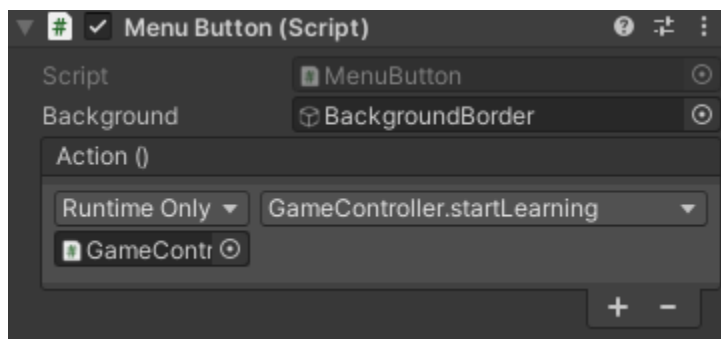 # Menu Button (Script)
Script MenuButton
Background BackgroundBorder
Action ()
Runtime Only GameController.startLearning
GameContr
+ −